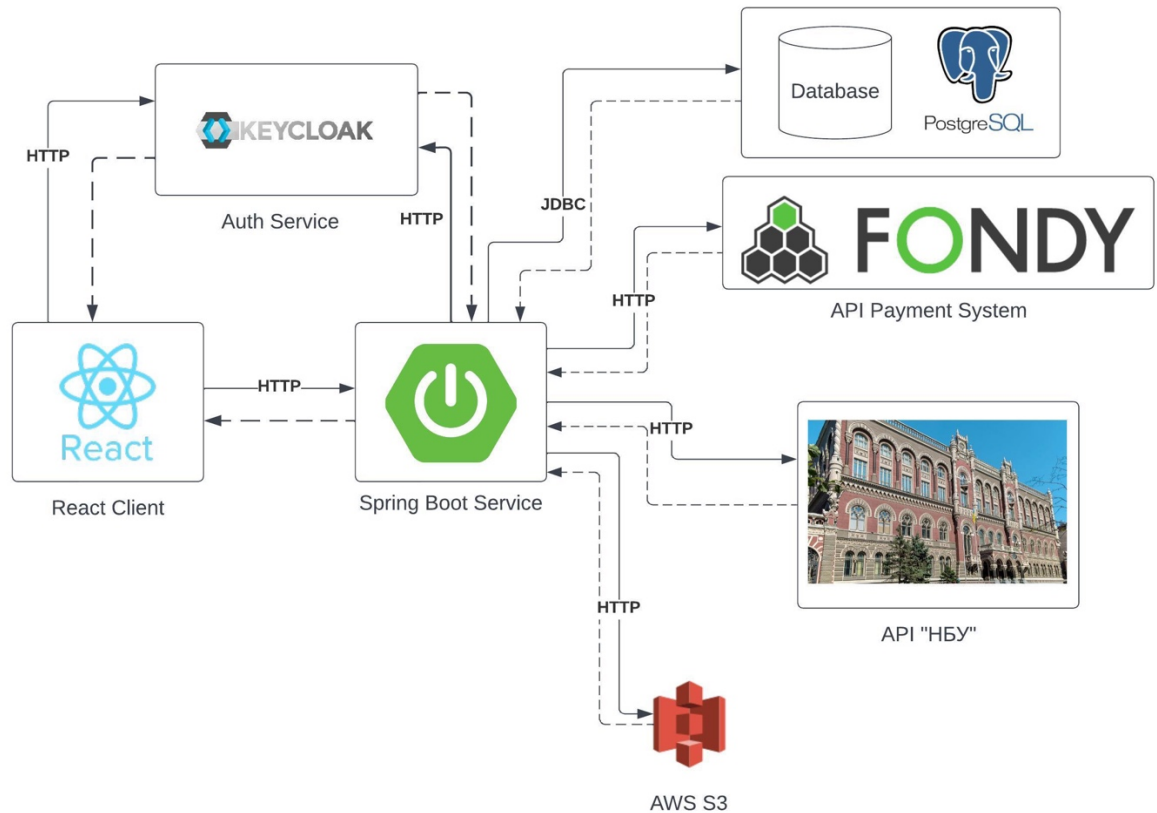 Database
PostgreSQL
KEYCLOAK
HTTP
Auth Service
HTTP
JDBC
FONDY
HTTP
API Payment System
React
HTTP
HTTP
React Client
Spring Boot Service
HTTP
API "НБУ"
AWS S3